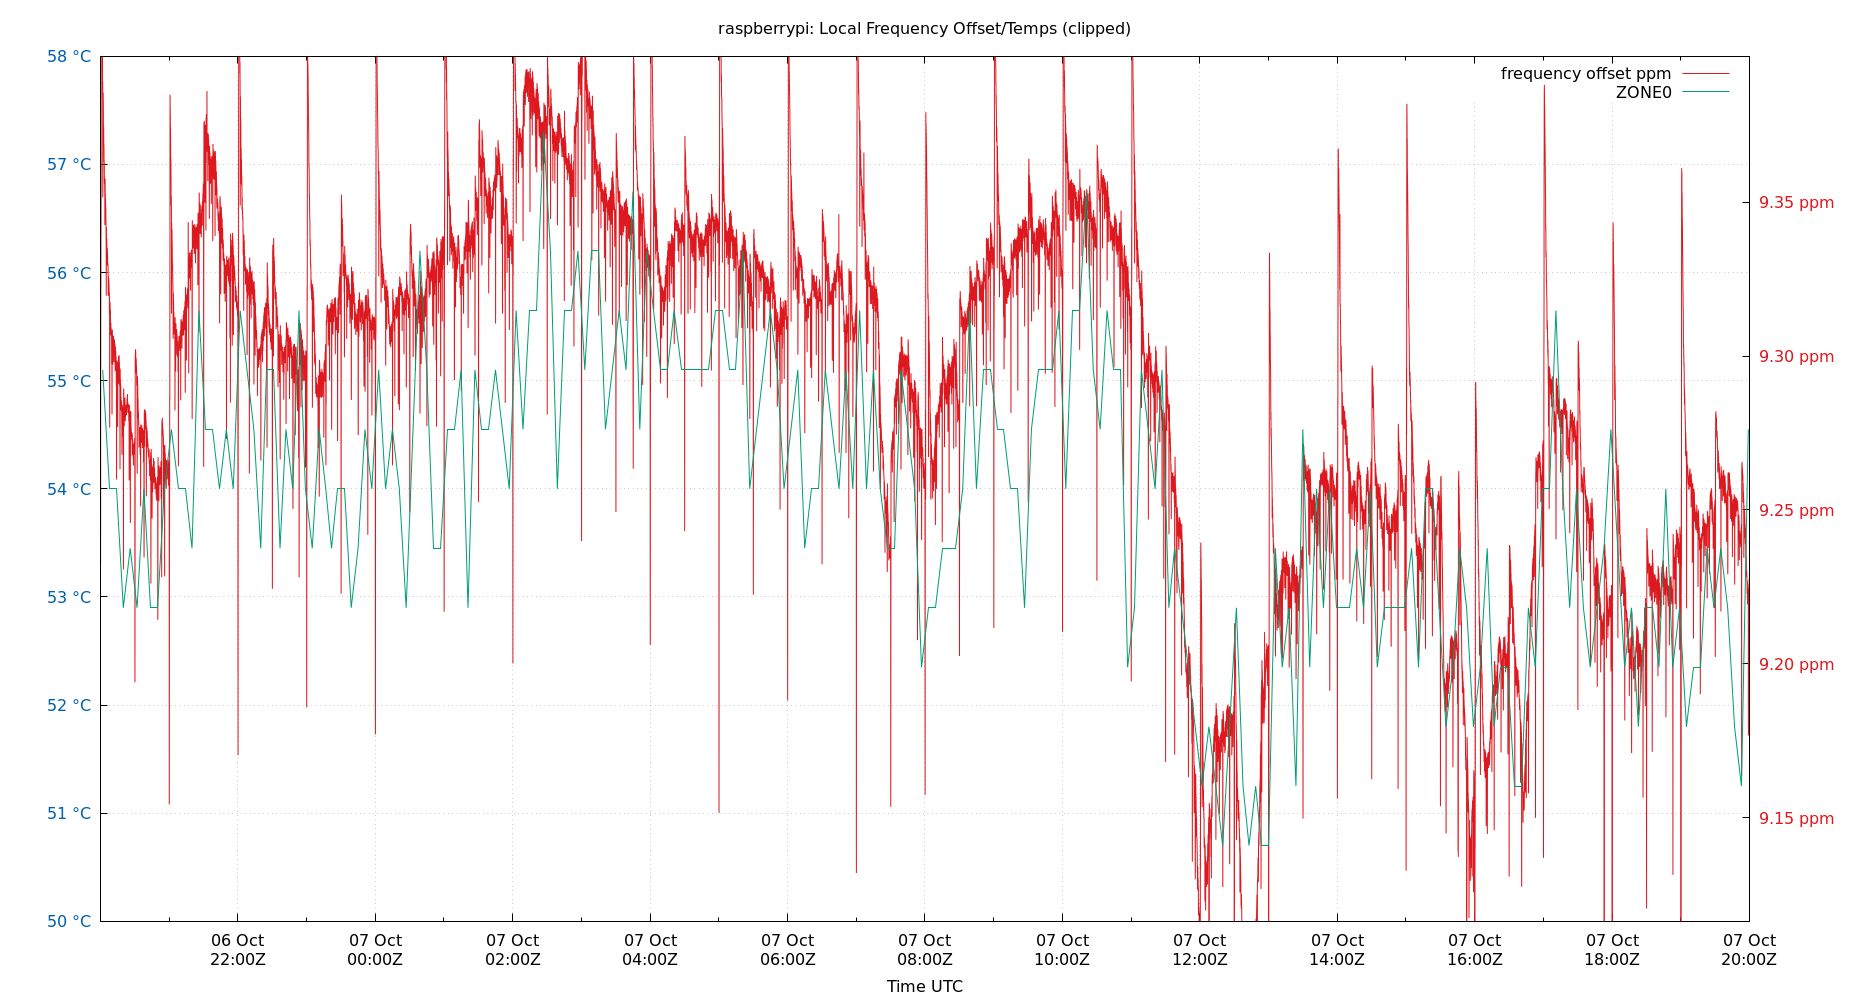 raspberrypi: Local Frequency Offset/Temps (clipped)
58 °C
57 °C
56 °C
55 °C
54 °C
53 °C
52 °C
51 °C
50 °C
frequency offset ppm
ZONE0
9.35 ppm
9.30 ppm
9.25 ppm
9.20 ppm
9.15 ppm
06 Oct 07 Oct 07 Oct 07 Oct 07 Oct 07 Oct 07 Oct 07 Oct 07 Oct 07 Oct 07 Oct 07 Oct
22:00Z 00:00Z 02:00Z 04:00Z 06:00Z 08:00Z 10:00Z 12:00Z 14:00Z 16:00Z 18:00Z 20:00Z
Time UTC